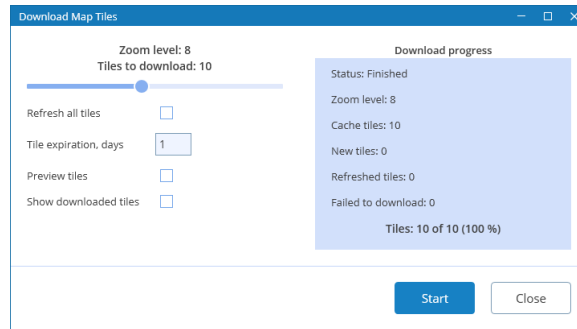 Download Map Tiles
Zoom level: 8
Tiles to download: 10
Refresh all tiles
Tile expiration, days
1
Preview tiles
Show downloaded tiles
Download progress
Status: Finished
Zoom level: 8
Cache tiles: 10
New tiles: 0
Refreshed tiles: 0
Failed to download: 0
Tiles: 10 of 10 (100 %)
Start
Close